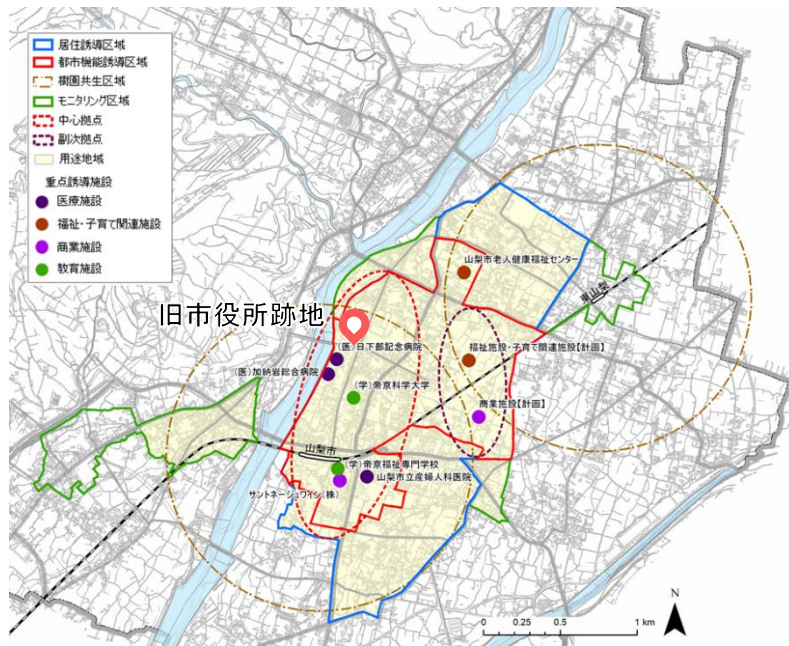 居住誘導区域
都市機能誘導区域
樹園共生区域
モニタリング区域
中心拠点
副次拠点
用途地域
重点誘導施設
医療施設
福祉・子育て関連施設
商業施設
教育施設
山梨市老人健康福祉センター
東山梨
旧市役所跡地
(医)日下部記念病院
福祉施設・子育て関連施設【計画】
(医)加納岩総合病院
(学)帝京科学大学
商業施設【計画】
山梨市
(学)帝京福祉専門学校
山梨市立産婦人科医院
サントネージュワイン(株)
N
0 0.25 0.5 1 km